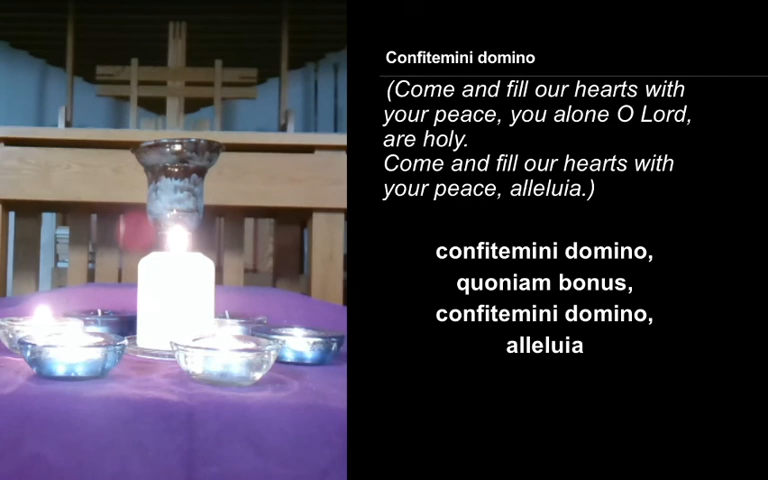 Confitemini domino
(Come and fill our hearts with
your peace, you alone O Lord,
are holy.
Come and fill our hearts with
your peace, alleluia.)
confitemini domino,
quoniam bonus,
confitemini domino,
alleluia